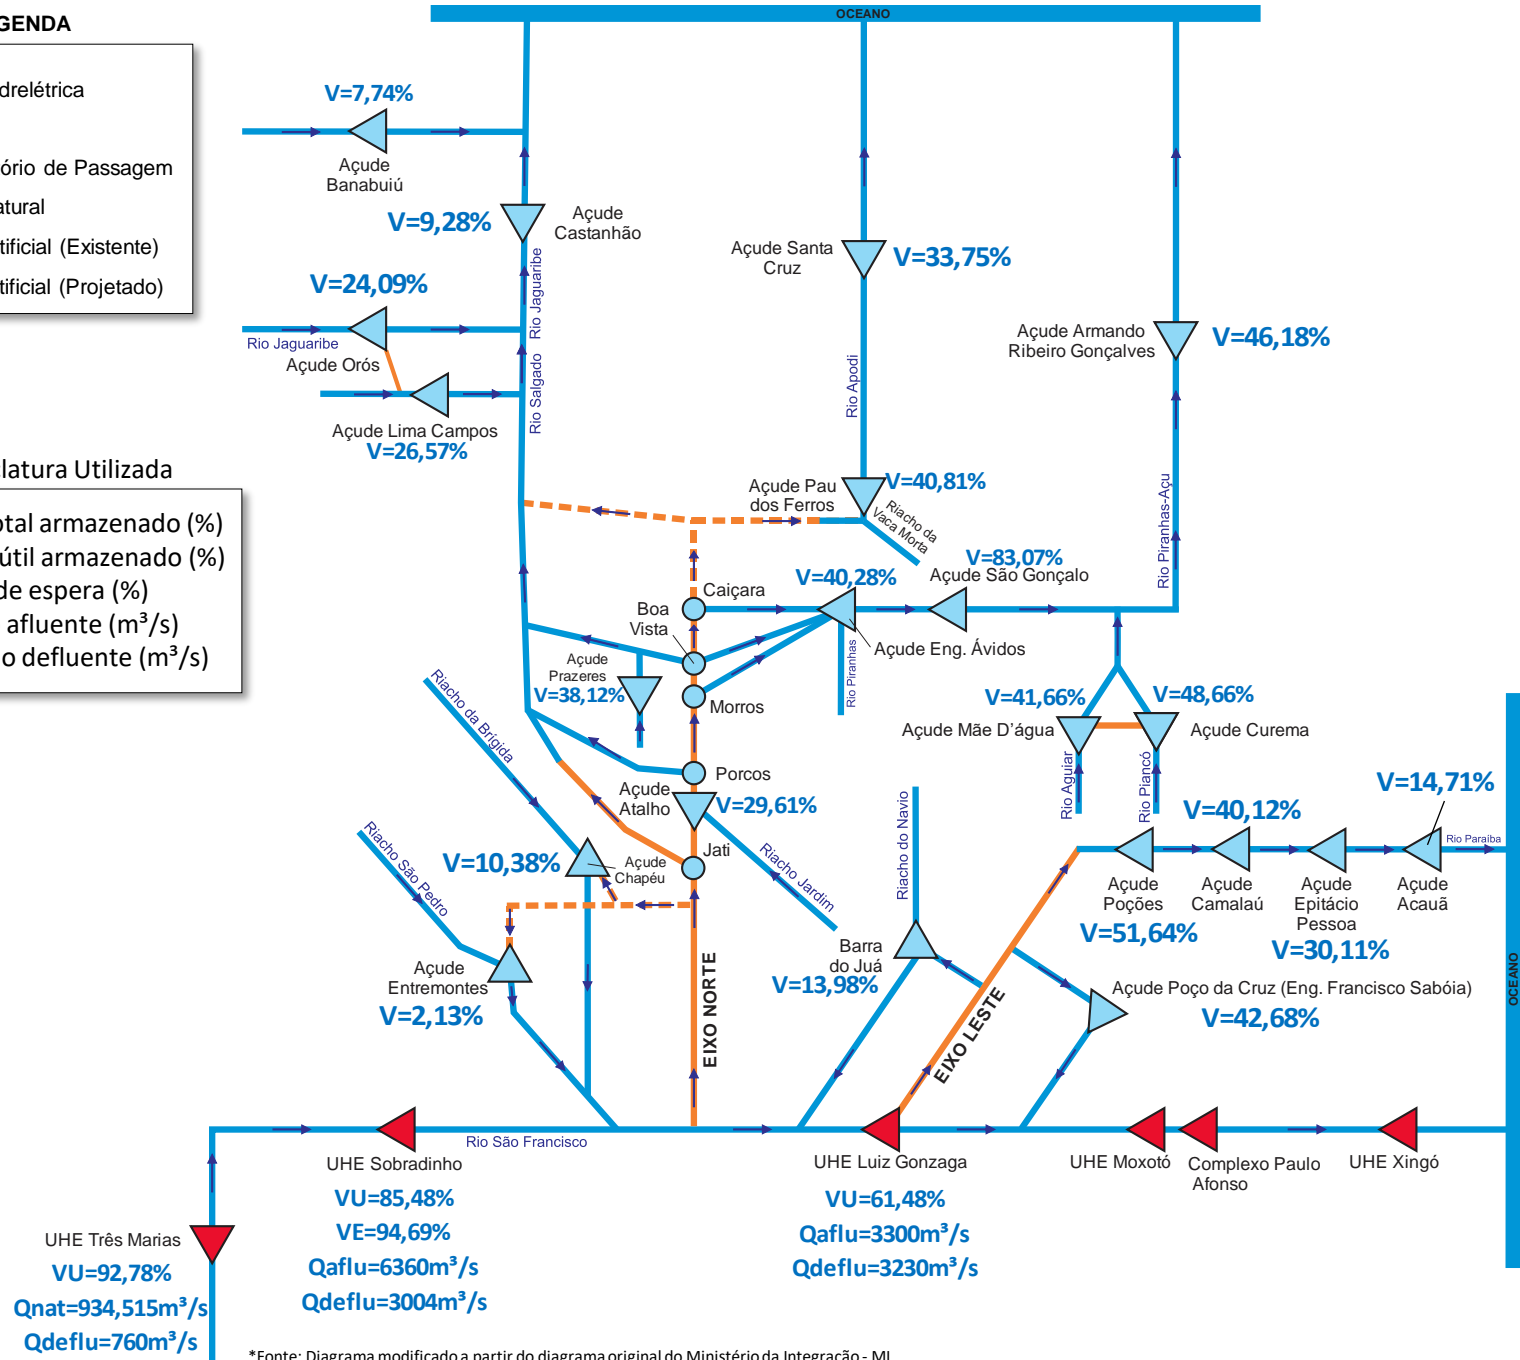 OCEANO
GENDA
drelétrica
ório de Passagem
atural
tificial (Existente)
tificial (Projetado)
V=7,74%
Açude
Banabuiú
V=9,28%
Açude
Castanhão
Rio Jaguaribe
V=24,09%
Rio Jaguaribe
Açude Orós
Rio Salgado
Açude Lima Campos
V=26,57%
Açude Santa
Cruz
V=33,75%
Rio Apodi
Açude Armando
Ribeiro Gonçalves
V=46,18%
Rio Piranhas-Açu
clatura Utilizada
otal armazenado (%)
útil armazenado (%)
de espera (%)
afluente (m³/s)
o defluente (m³/s)
Açude Pau
dos Ferros
V=40,81%
Riacho da
Vaca Morta
V=83,07%
Açude São Gonçalo
V=40,28%
Caiçara
Boa
Vista
Açude Eng. Ávidos
Rio Piranhas
Açude
Prazeres
V=38,12%
Morros
Riacho da Brígida
V=41,66%
V=48,66%
Açude Mãe D'água
Açude Curema
Rio Aguiar
Rio Piancó
Porcos
Açude
Atalho
V=29,61%
Riacho do Navio
V=14,71%
V=40,12%
Rio Paraíba
Riacho São Pedro
V=10,38%
Açude
Chapéu
Jati
Riacho Jardim
Açude
Poções
V=51,64%
Açude
Camalaú
Açude
Epitácio
Pessoa
V=30,11%
Açude
Acauã
OCEANO
Açude
Entremontes
V=2,13%
EIXO NORTE
Barra
do Juá
V=13,98%
EIXO LESTE
Açude Poço da Cruz (Eng. Francisco Sabóia)
V=42,68%
Rio São Francisco
UHE Sobradinho
VU=85,48%
VE=94,69%
Qaflu=6360m³/s
Qdeflu=3004m³/s
UHE Luiz Gonzaga
VU=61,48%
Qaflu=3300m³/s
Qdeflu=3230m³/s
UHE Moxotó
Complexo Paulo
Afonso
UHE Xingó
UHE Três Marias
VU=92,78%
Qnat=934,515m³/s
Qdeflu=760m³/s
*Fonte: Diagrama modificado a partir do diagrama original do Ministério da Integração - MI